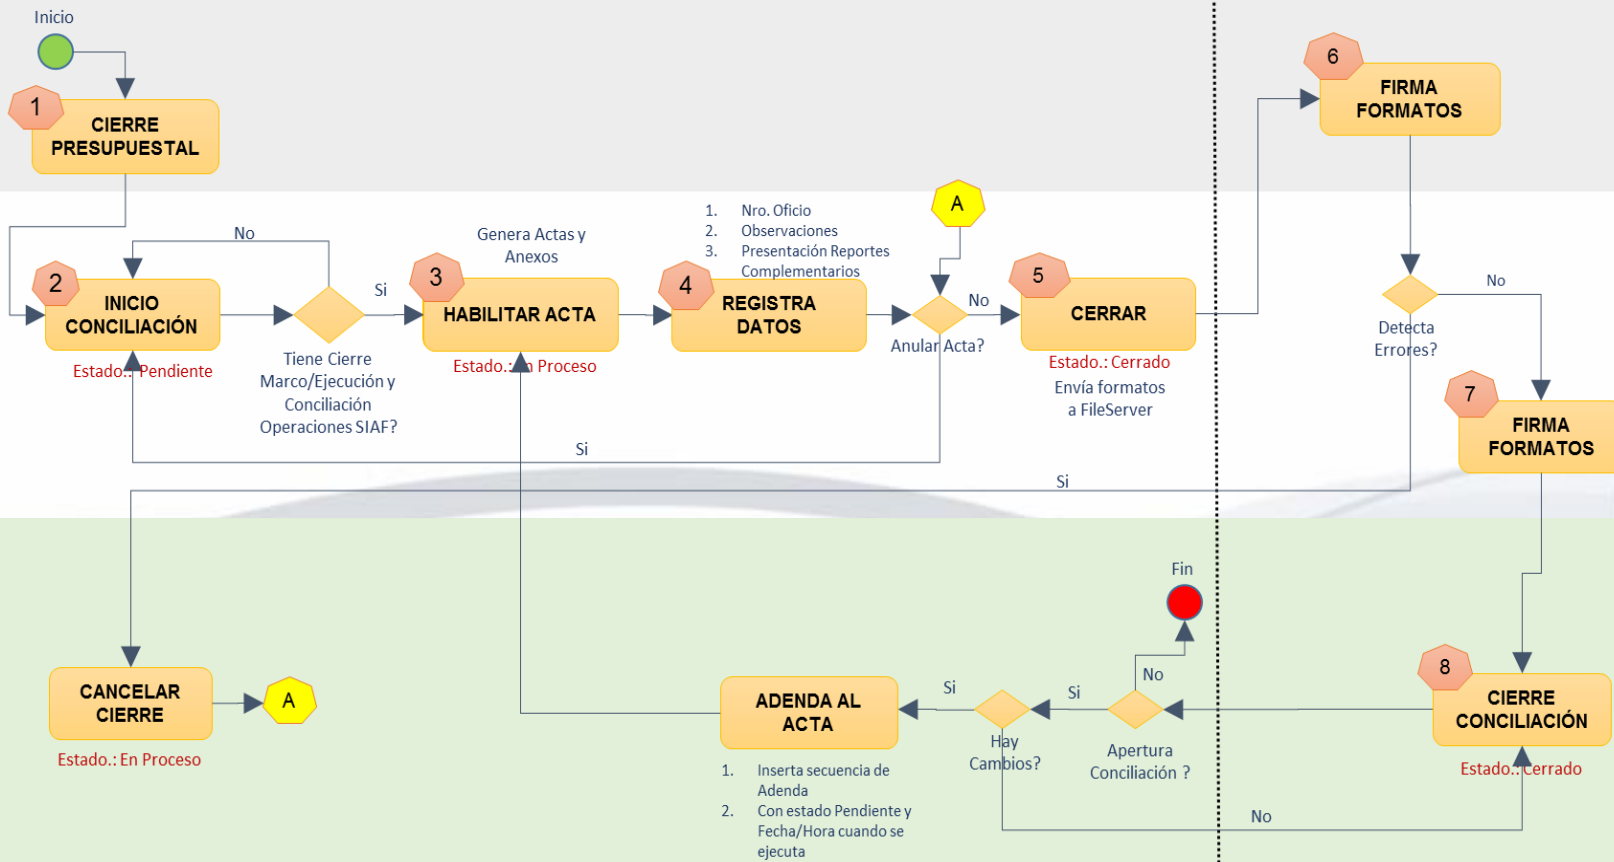 Inicio
1
CIERRE
PRESUPUESTAL
6
FIRMA
FORMATOS
No
2
INICIO
CONCILIACIÓN
Estado.: Pendiente
Si
Tiene Cierre
Marco/Ejecución y
Conciliación
Operaciones SIAF?
Genera Actas y
Anexos
3
HABILITAR ACTA
Estado.: En Proceso
1. Nro. Oficio
2. Observaciones
3. Presentación Reportes
Complementarios
4
REGISTRA
DATOS
A
Anular Acta?
No
5
CERRAR
Estado.: Cerrado
Envía formatos
a FileServer
Si
Detecta
Errores?
No
Si
7
FIRMA
FORMATOS
CANCELAR
CIERRE
A
Estado.: En Proceso
Fin
8
CIERRE
CONCILIACIÓN
Estado.: Cerrado
No
Si
Apertura
Conciliación ?
Si
Hay
Cambios?
No
ADENDA AL
ACTA
1. Inserta secuencia de
Adenda
2. Con estado Pendiente y
Fecha/Hora cuando se
ejecuta